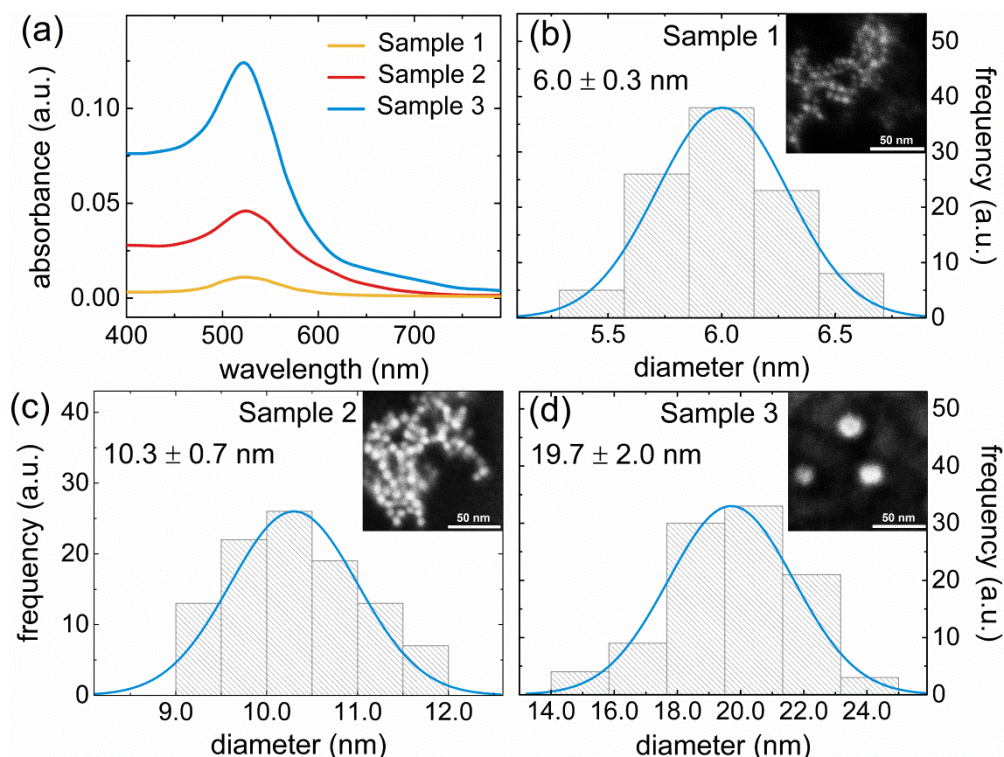 (a)
Sample 1
Sample 2
Sample 3
absorbance (a.u.)
0.10
0.05
0.00
400 500 600 700
wavelength (nm)
(b)
Sample 1
6.0 ± 0.3 nm
50 nm
50
40
30
20
10
0
frequency (a.u.)
5.5 6.0 6.5
diameter (nm)
(c)
Sample 2
10.3 ± 0.7 nm
50 nm
frequency (a.u.)
40
30
20
10
0
9.0 10.0 11.0 12.0
diameter (nm)
(d)
Sample 3
19.7 ± 2.0 nm
50 nm
50
40
30
20
10
0
frequency (a.u.)
14.0 16.0 18.0 20.0 22.0 24.0
diameter (nm)